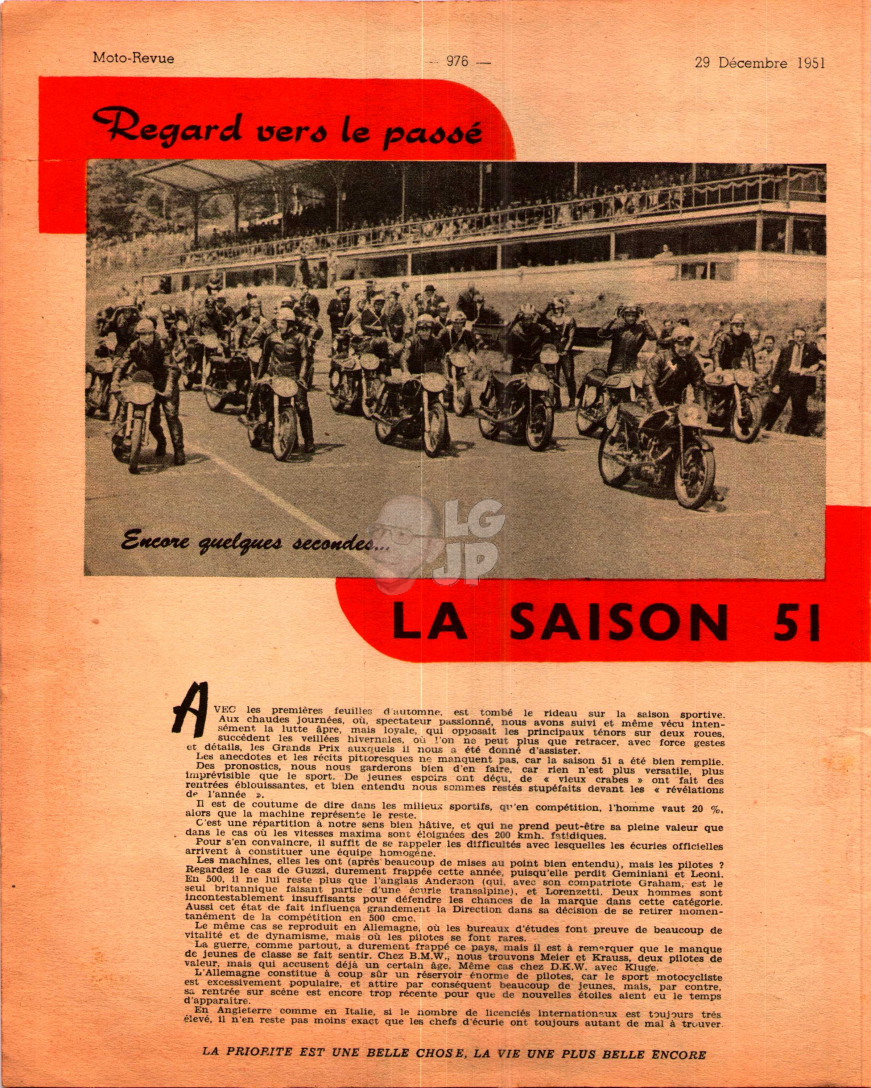 Moto-Revue
— 976 —
29 Décembre 1951
Regard vers le passé
Encore quelques secondes...
LG
JP
LA SAISON 51
AVEC les premières feuilles d'automne, est tombé le rideau sur la saison sportive.
Aux chaudes journées, où, spectateur passionné, nous avons suivi et même vécu inten-
sément la lutte âpre, mais loyale, qui opposait les principaux ténors sur deux roues,
succèdent les veillées hivernales, où l'on ne peut plus que retracer, avec force gestes
et détails, les Grands Prix auxquels il nous a été donné d'assister.
Les anecdotes et les récits pittoresques ne manquent pas, car la saison 51 a été bien remplie.
Des pronostics, nous nous garderons bien d'en faire, car rien n'est plus versatile, plus
imprévisible que le sport. De jeunes espoirs ont déçu, de « vieux crabes » ont fait des
rentrées éblouissantes, et bien entendu nous sommes restés stupéfaits devant les « révélations
de l'année ».
Il est de coutume de dire dans les milieux sportifs, qu'en compétition, l'homme vaut 20 %,
alors que la machine représente le reste.
C'est une répartition à notre sens bien hâtive, et qui ne prend peut-être sa pleine valeur que
dans le cas où les vitesses maxima sont éloignées des 200 kmh. fatidiques.
Pour s'en convaincre, il suffit de se rappeler les difficultés avec lesquelles les écuries officielles
arrivent à constituer une équipe homogène.
Les machines, elles les ont (après beaucoup de mises au point bien entendu), mais les pilotes ?
Regardez le cas de Guzzi, durement frappée cette année, puisqu'elle perdit Geminiani et Leoni.
En 500, il ne lui reste plus que l'anglais Anderson (qui, avec son compatriote Graham, est le
seul britannique faisant partie d'une écurie transalpine), et Lorenzetti. Deux hommes sont
incontestablement insuffisants pour défendre les chances de la marque dans cette catégorie.
Aussi cet état de fait influença grandement la Direction dans sa décision de se retirer momen-
tanément de la compétition en 500 cmc.
Le même cas se reproduit en Allemagne, où les bureaux d'études font preuve de beaucoup de
vitalité et de dynamisme, mais où les pilotes se font rares.
La guerre, comme partout, a durement frappé ce pays, mais il est à remarquer que le manque
de jeunes de classe se fait sentir. Chez B.M.W., nous trouvons Meier et Krauss, deux pilotes de
valeur, mais qui accusent déjà un certain âge. Même cas chez D.K.W. avec Kluge.
L'Allemagne constitue à coup sûr un réservoir énorme de pilotes, car le sport motocycliste
est excessivement populaire, et attire par conséquent beaucoup de jeunes, mais, par contre,
sa rentrée sur scène est encore trop récente pour que de nouvelles étoiles aient eu le temps
d'apparaître.
En Angleterre comme en Italie, si le nombre de licenciés internationaux est toujours très
élevé, il n'en reste pas moins exact que les chefs d'écurie ont toujours autant de mal à trouver
LA PRIORITE EST UNE BELLE CHOSE, LA VIE UNE PLUS BELLE ENCORE